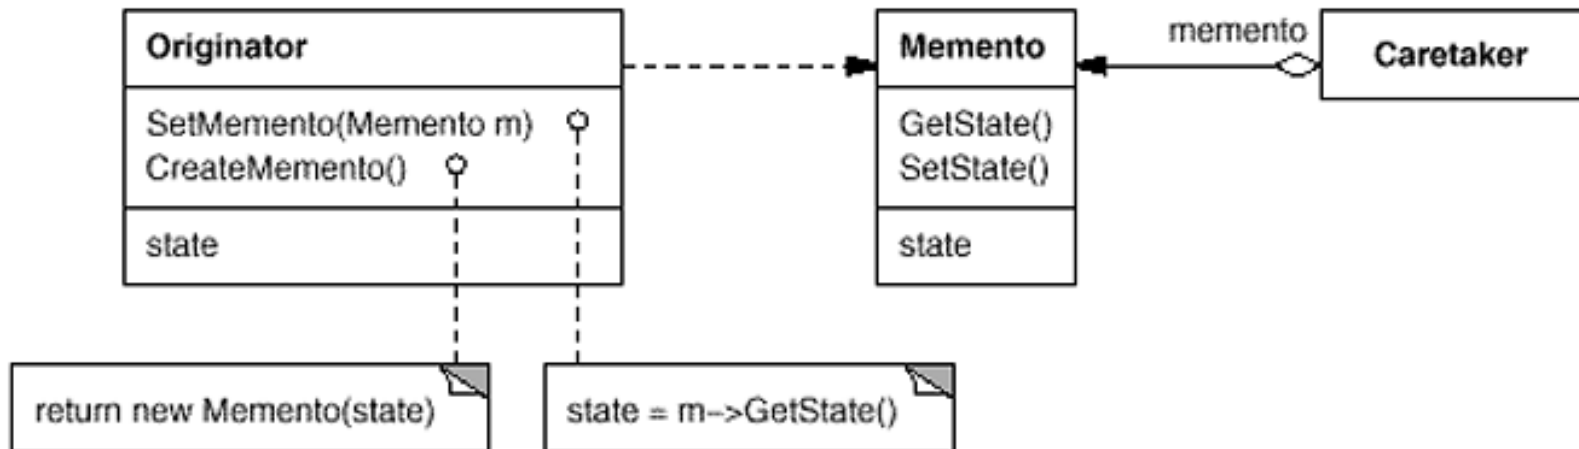 Originator
SetMemento(Memento m)
CreateMemento()
state
return new Memento(state)
state = m->GetState()
Memento
GetState()
SetState()
state
memento
Caretaker